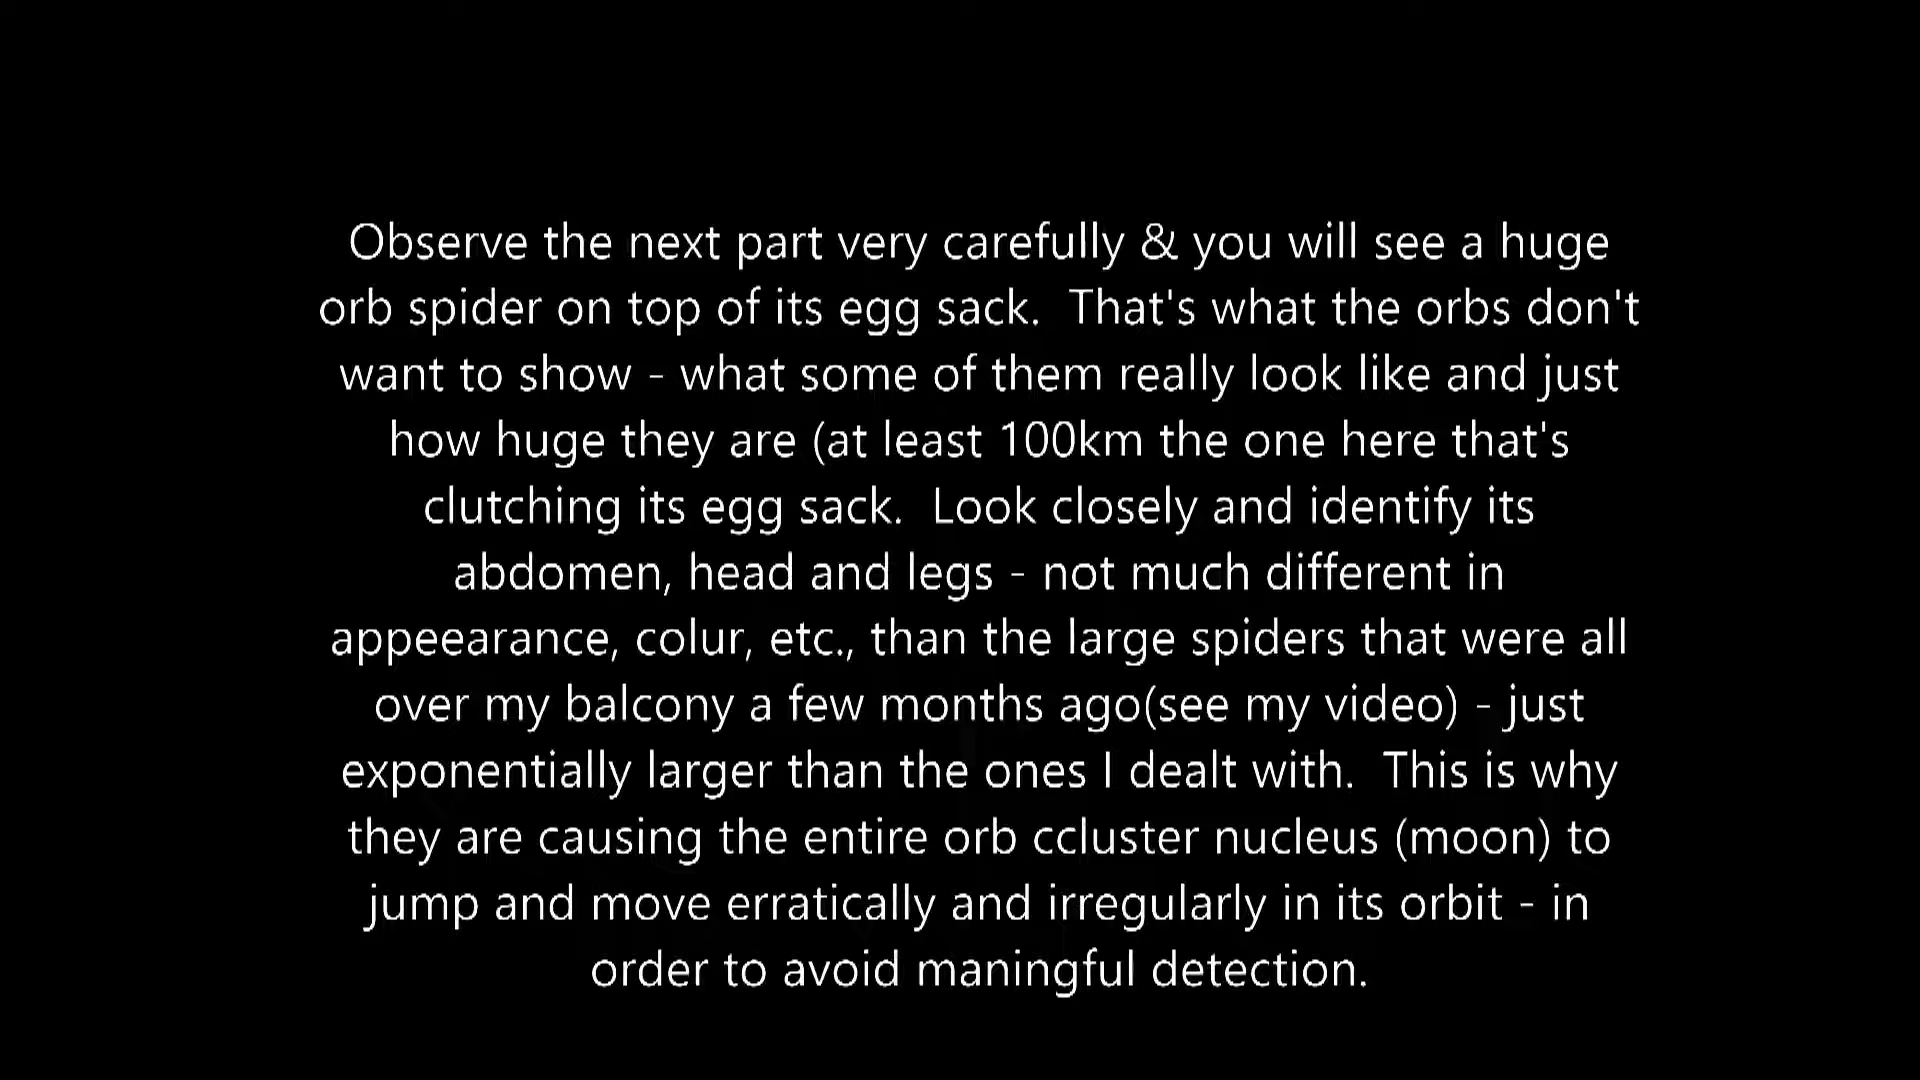 Observe the next part very carefully & you will see a huge
orb spider on top of its egg sack.  That's what the orbs don't
want to show - what some of them really look like and just
how huge they are (at least 100km the one here that's
clutching its egg sack.  Look closely and identify its
abdomen, head and legs - not much different in
appeearance, colur, etc., than the large spiders that were all
over my balcony a few months ago(see my video) - just
exponentially larger than the ones I dealt with.  This is why
they are causing the entire orb ccluster nucleus (moon) to
jump and move erratically and irregularly in its orbit - in
order to avoid maningful detection.